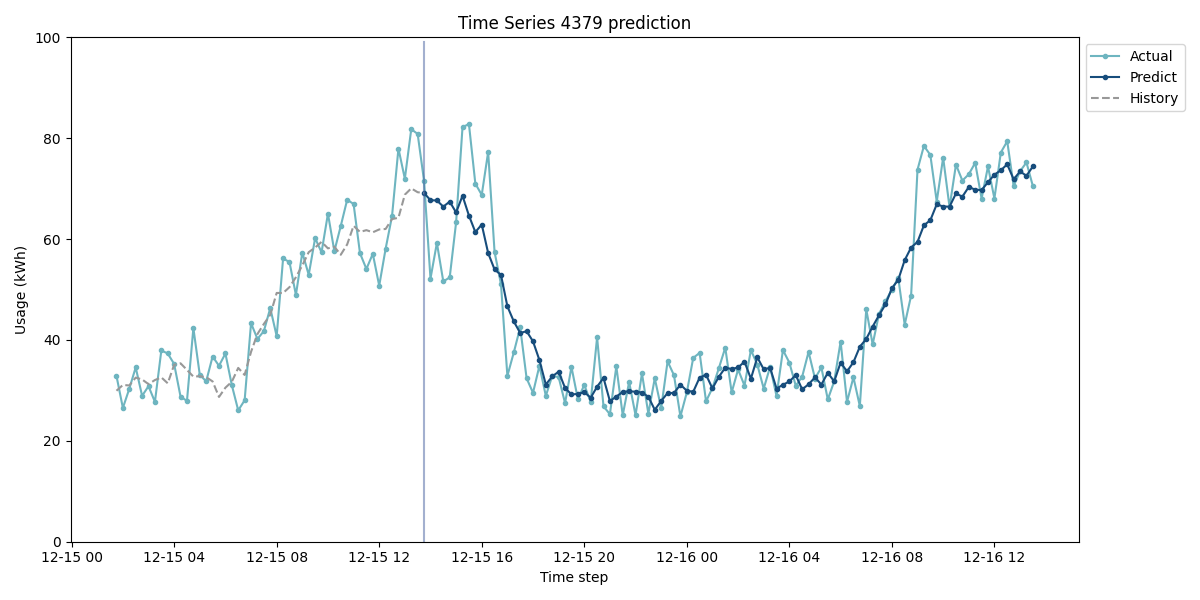 Time Series 4379 prediction
100
80
60
40
20
0
Usage (kWh)
12-15 00
12-15 04
12-15 08
12-15 12
12-15 16
12-15 20
12-16 00
12-16 04
12-16 08
12-16 12
Time step
Actual
Predict
History